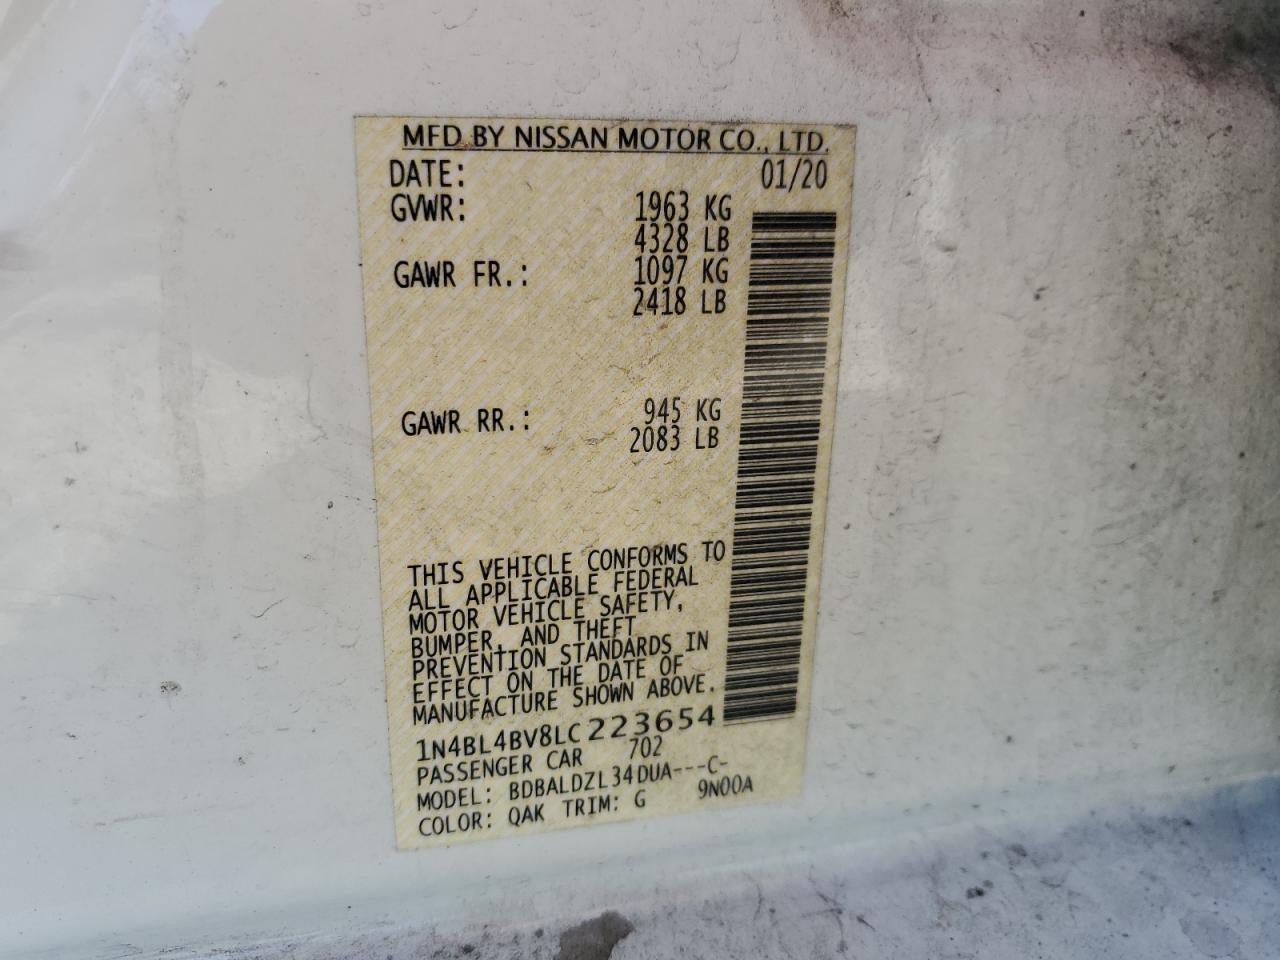 MFD BY NISSAN MOTOR CO., LTD.
DATE: 01/20
GVWR: 1963 KG
4328 LB
GAWR FR.: 1097 KG
2418 LB
GAWR RR.: 945 KG
2083 LB
THIS VEHICLE CONFORMS TO
ALL APPLICABLE FEDERAL
MOTOR VEHICLE SAFETY,
BUMPER, AND THEFT
PREVENTION STANDARDS IN
EFFECT ON THE DATE OF
MANUFACTURE SHOWN ABOVE.
1N4BL4BV8LC223654
PASSENGER CAR 702
MODEL: BDBALDZL34DUA---C-
COLOR: QAK TRIM: G 9N00A